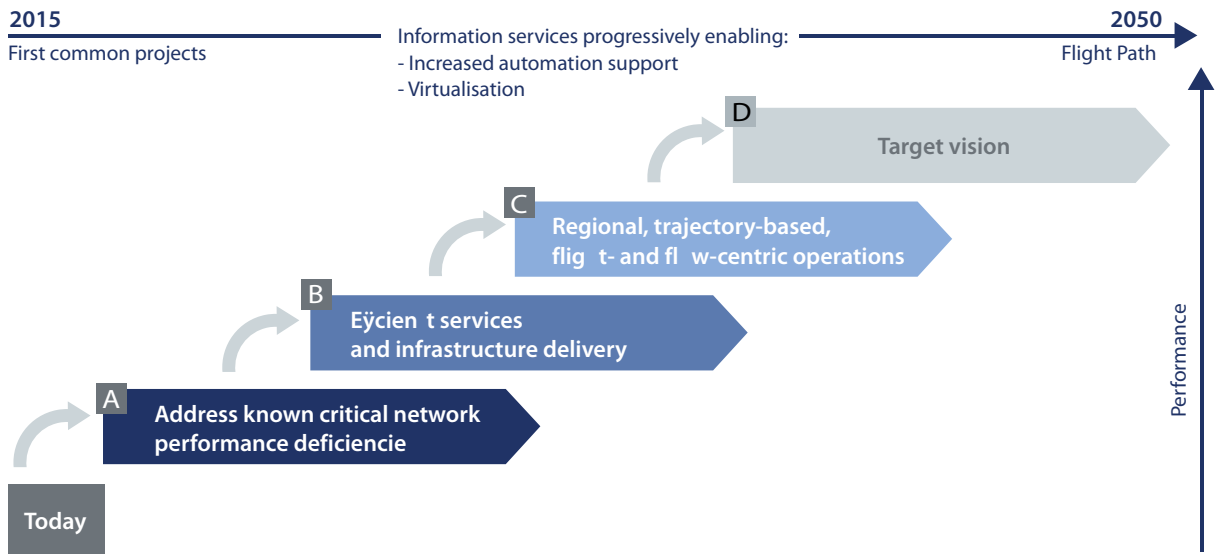 2015
2050
First common projects
Information services progressively enabling:
- Increased automation support
- Virtualisation
Flight Path
D
Target vision
C
Regional, trajectory-based,
flig t- and fl w-centric operations
B
Eÿcien t services
and infrastructure delivery
A
Address known critical network
performance deficiencie
Performance
Today